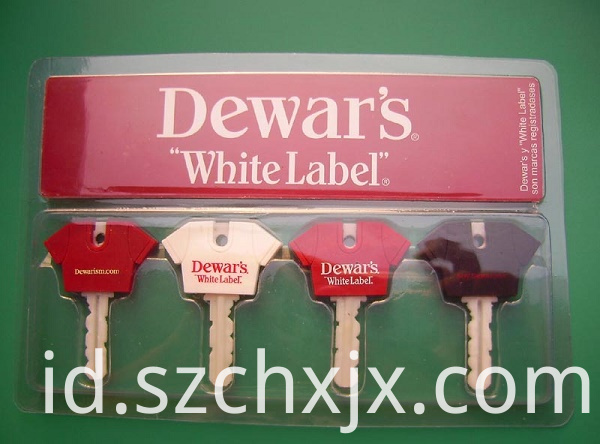 Dewar's®
"White Label"®
Dewar's y "White Label"
son marcas registradases
Dewarism.com
Dewar's
"White Label"
Dewar's
"White Label"
id.szchxjx.com